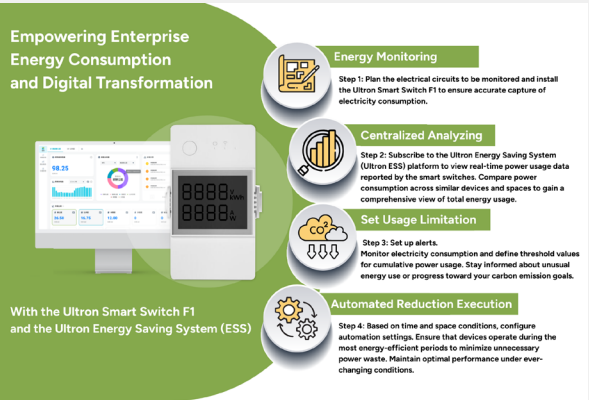 Empowering Enterprise
Energy Consumption
and Digital Transformation
98.25
8888 V
kWh
8888 A
W
With the Ultron Smart Switch F1
and the Ultron Energy Saving System (ESS)
Energy Monitoring
Step 1: Plan the electrical circuits to be monitored and install
the Ultron Smart Switch F1 to ensure accurate capture of
electricity consumption.
Centralized Analyzing
Step 2: Subscribe to the Ultron Energy Saving System
(Ultron ESS) platform to view real-time power usage data
reported by the smart switches. Compare power
consumption across similar devices and spaces to gain a
comprehensive view of total energy usage.
CO2
Set Usage Limitation
Step 3: Set up alerts.
Monitor electricity consumption and define threshold values
for cumulative power usage. Stay informed about unusual
energy use or progress toward your carbon emission goals.
Automated Reduction Execution
Step 4: Based on time and space conditions, configure
automation settings. Ensure that devices operate during the
most energy-efficient periods to minimize unnecessary
power waste. Maintain optimal performance under ever-
changing conditions.